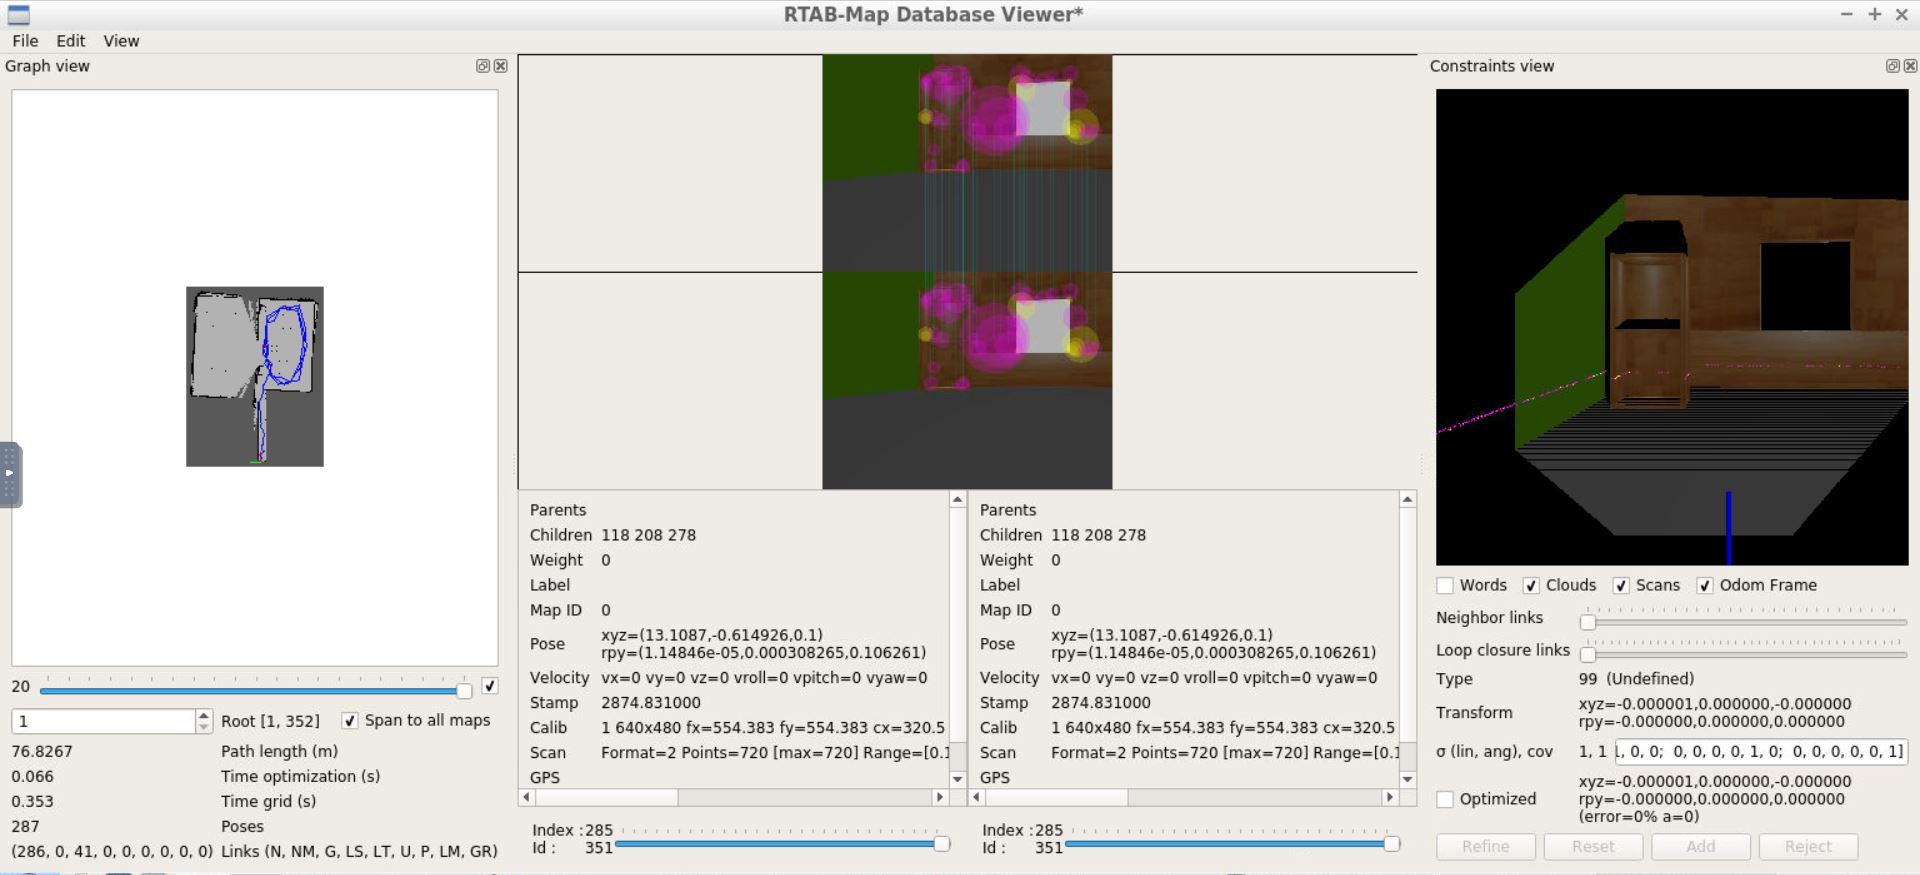 RTAB-Map Database Viewer*
File Edit View
Graph view
20
1 Root [1, 352] Span to all maps
76.8267 Path length (m)
0.066 Time optimization (s)
0.353 Time grid (s)
287 Poses
(286, 0, 41, 0, 0, 0, 0, 0, 0) Links (N, NM, G, LS, LT, U, P, LM, GR)
Parents
Children 118 208 278
Weight 0
Label
Map ID 0
Pose xyz=(13.1087,-0.614926,0.1)
rpy=(1.14846e-05,0.000308265,0.106261)
Velocity vx=0 vy=0 vz=0 vroll=0 vpitch=0 vyaw=0
Stamp 2874.831000
Calib 1 640x480 fx=554.383 fy=554.383 cx=320.5
Scan Format=2 Points=720 [max=720] Range=[0.1
GPS
Index : 285
Id : 351
Parents
Children 118 208 278
Weight 0
Label
Map ID 0
Pose xyz=(13.1087,-0.614926,0.1)
rpy=(1.14846e-05,0.000308265,0.106261)
Velocity vx=0 vy=0 vz=0 vroll=0 vpitch=0 vyaw=0
Stamp 2874.831000
Calib 1 640x480 fx=554.383 fy=554.383 cx=320.5
Scan Format=2 Points=720 [max=720] Range=[0.1
GPS
Index : 285
Id : 351
Constraints view
Words Clouds Scans Odom Frame
Neighbor links
Loop closure links
Type 99 (Undefined)
Transform xyz=-0.000001,0.000000,-0.000000
rpy=-0.000000,0.000000,0.000000
σ (lin, ang), cov 1, 1 , 0, 0; 0, 0, 0, 0, 1, 0; 0, 0, 0, 0, 0, 1]
Optimized xyz=-0.000001,0.000000,-0.000000
rpy=-0.000000,0.000000,0.000000
(error=0% a=0)
Refine Reset Add Reject